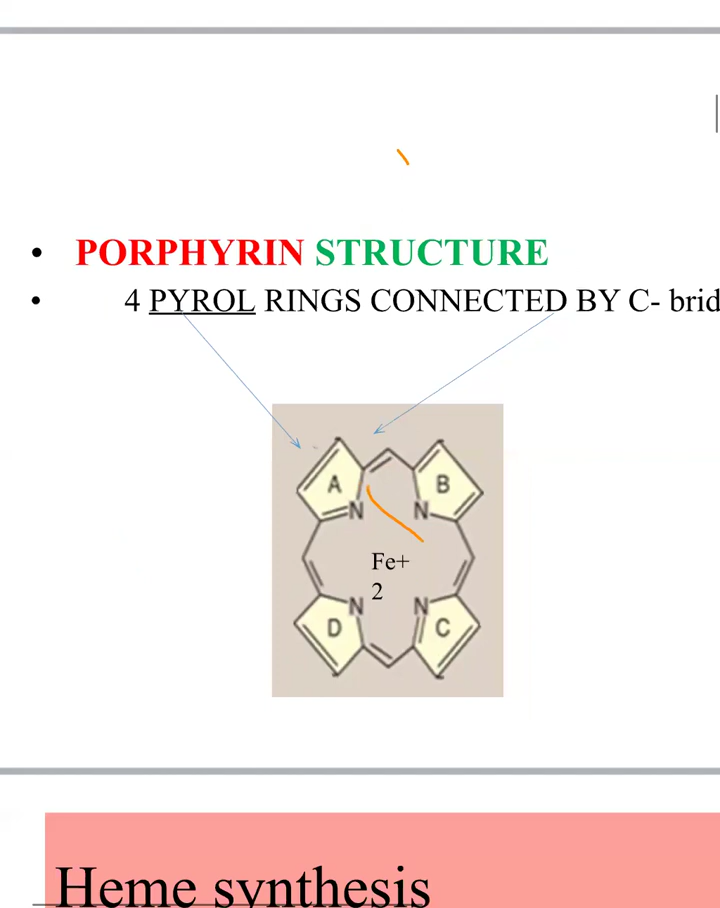 • PORPHYRIN STRUCTURE
• 4 PYROL RINGS CONNECTED BY C- brid
A B
N N
Fe+
2
N N
D C
Heme synthesis